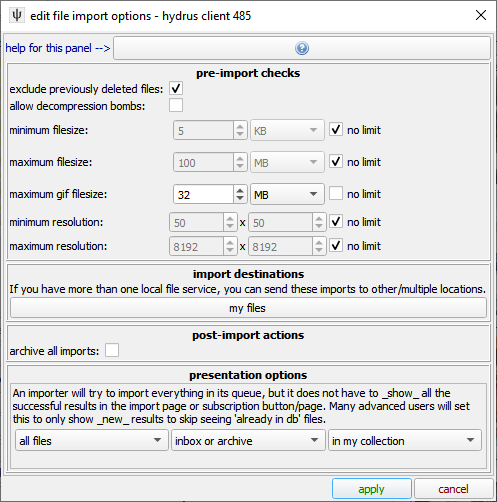 ψ edit file import options - hydrus client 485
help for this panel -->
pre-import checks
exclude previously deleted files:
allow decompression bombs:
minimum filesize: 5 KB no limit
maximum filesize: 100 MB no limit
maximum gif filesize: 32 MB no limit
minimum resolution: 50 x 50 no limit
maximum resolution: 8192 x 8192 no limit
import destinations
If you have more than one local file service, you can send these imports to other/multiple locations.
my files
post-import actions
archive all imports:
presentation options
An importer will try to import everything in its queue, but it does not have to _show_ all the
successful results in the import page or subscription button/page. Many advanced users will set
this to only show _new_ results to skip seeing 'already in db' files.
all files inbox or archive in my collection
apply cancel